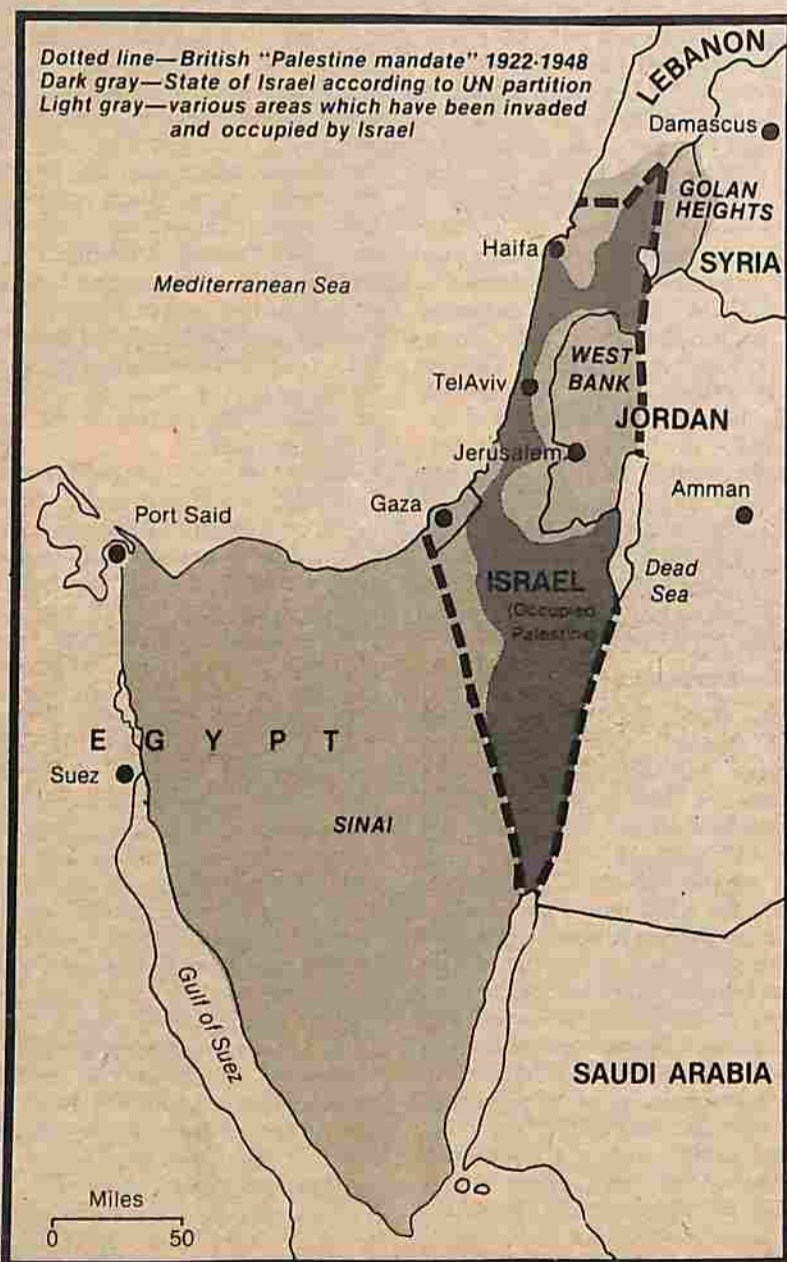 Dotted line—British "Palestine mandate" 1922-1948
Dark gray—State of Israel according to UN partition
Light gray—various areas which have been invaded
and occupied by Israel
LEBANON
Damascus
GOLAN
HEIGHTS
Haifa
SYRIA
Mediterranean Sea
WEST
BANK
TelAviv
JORDAN
Jerusalem
Amman
Gaza
Port Said
Dead
Sea
ISRAEL
(Occupied
Palestine)
EGYPT
Suez
SINAI
Gulf of Suez
SAUDI ARABIA
Miles
0 50